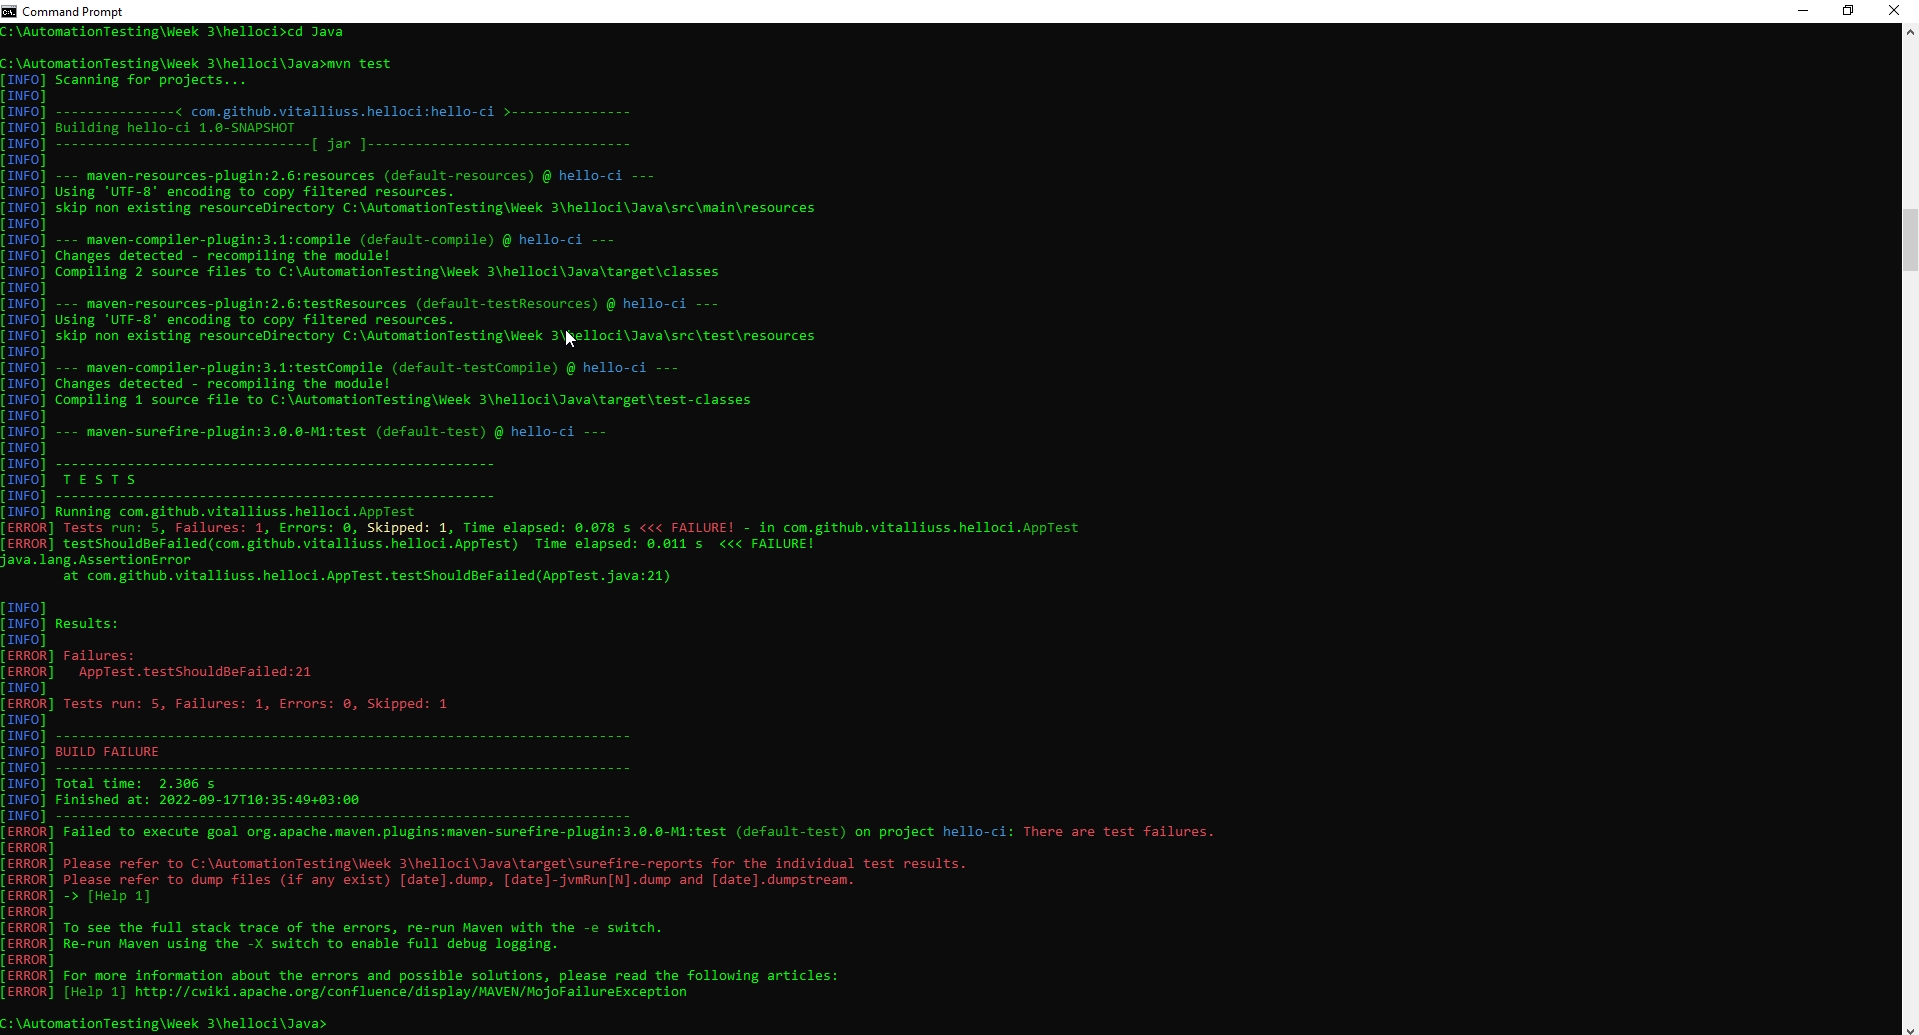 Command Prompt
C:\AutomationTesting\Week 3\helloci>cd Java
C:\AutomationTesting\Week 3\helloci\Java>mvn test
[INFO] Scanning for projects...
[INFO]
[INFO] ---------------< com.github.vitalliuss.helloci:hello-ci >---------------
[INFO] Building hello-ci 1.0-SNAPSHOT
[INFO] --------------------------------[ jar ]---------------------------------
[INFO]
[INFO] --- maven-resources-plugin:2.6:resources (default-resources) @ hello-ci ---
[INFO] Using 'UTF-8' encoding to copy filtered resources.
[INFO] skip non existing resourceDirectory C:\AutomationTesting\Week 3\helloci\Java\src\main\resources
[INFO]
[INFO] --- maven-compiler-plugin:3.1:compile (default-compile) @ hello-ci ---
[INFO] Changes detected - recompiling the module!
[INFO] Compiling 2 source files to C:\AutomationTesting\Week 3\helloci\Java\target\classes
[INFO]
[INFO] --- maven-resources-plugin:2.6:testResources (default-testResources) @ hello-ci ---
[INFO] Using 'UTF-8' encoding to copy filtered resources.
[INFO] skip non existing resourceDirectory C:\AutomationTesting\Week 3\helloci\Java\src\test\resources
[INFO]
[INFO] --- maven-compiler-plugin:3.1:testCompile (default-testCompile) @ hello-ci ---
[INFO] Changes detected - recompiling the module!
[INFO] Compiling 1 source file to C:\AutomationTesting\Week 3\helloci\Java\target\test-classes
[INFO]
[INFO] --- maven-surefire-plugin:3.0.0-M1:test (default-test) @ hello-ci ---
[INFO]
[INFO] -------------------------------------------------------
[INFO]  T E S T S
[INFO] -------------------------------------------------------
[INFO] Running com.github.vitalliuss.helloci.AppTest
[ERROR] Tests run: 5, Failures: 1, Errors: 0, Skipped: 1, Time elapsed: 0.078 s <<< FAILURE! - in com.github.vitalliuss.helloci.AppTest
[ERROR] testShouldBeFailed(com.github.vitalliuss.helloci.AppTest)  Time elapsed: 0.011 s  <<< FAILURE!
java.lang.AssertionError
        at com.github.vitalliuss.helloci.AppTest.testShouldBeFailed(AppTest.java:21)
[INFO]
[INFO] Results:
[INFO]
[ERROR] Failures:
[ERROR]   AppTest.testShouldBeFailed:21
[INFO]
[ERROR] Tests run: 5, Failures: 1, Errors: 0, Skipped: 1
[INFO]
[INFO] ------------------------------------------------------------------------
[INFO] BUILD FAILURE
[INFO] ------------------------------------------------------------------------
[INFO] Total time:  2.306 s
[INFO] Finished at: 2022-09-17T10:35:49+03:00
[INFO] ------------------------------------------------------------------------
[ERROR] Failed to execute goal org.apache.maven.plugins:maven-surefire-plugin:3.0.0-M1:test (default-test) on project hello-ci: There are test failures.
[ERROR]
[ERROR] Please refer to C:\AutomationTesting\Week 3\helloci\Java\target\surefire-reports for the individual test results.
[ERROR] Please refer to dump files (if any exist) [date].dump, [date]-jvmRun[N].dump and [date].dumpstream.
[ERROR] -> [Help 1]
[ERROR]
[ERROR] To see the full stack trace of the errors, re-run Maven with the -e switch.
[ERROR] Re-run Maven using the -X switch to enable full debug logging.
[ERROR]
[ERROR] For more information about the errors and possible solutions, please read the following articles:
[ERROR] [Help 1] http://cwiki.apache.org/confluence/display/MAVEN/MojoFailureException
C:\AutomationTesting\Week 3\helloci\Java>